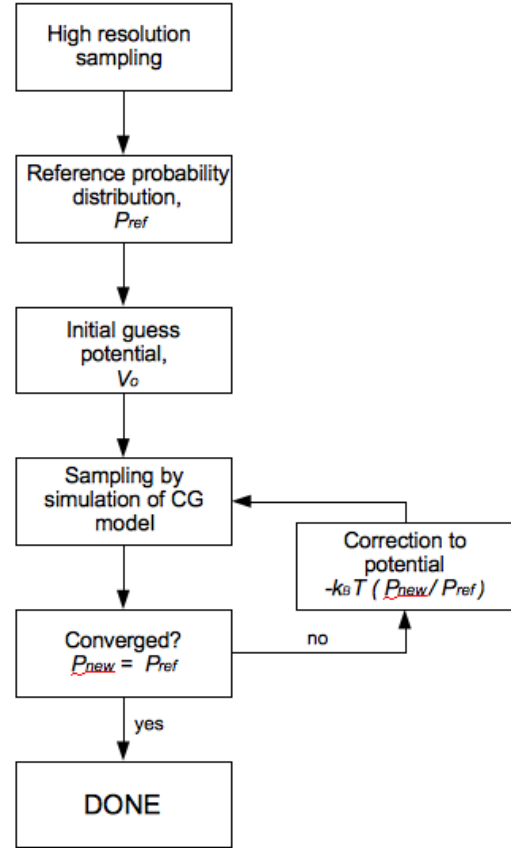 High resolution
sampling
Reference probability
distribution,
Pref
Initial guess
potential,
Vo
Sampling by
simulation of CG
model
Correction to
potential
-kBT ( Pnew / Pref )
Converged?
Pnew = Pref
no
yes
DONE